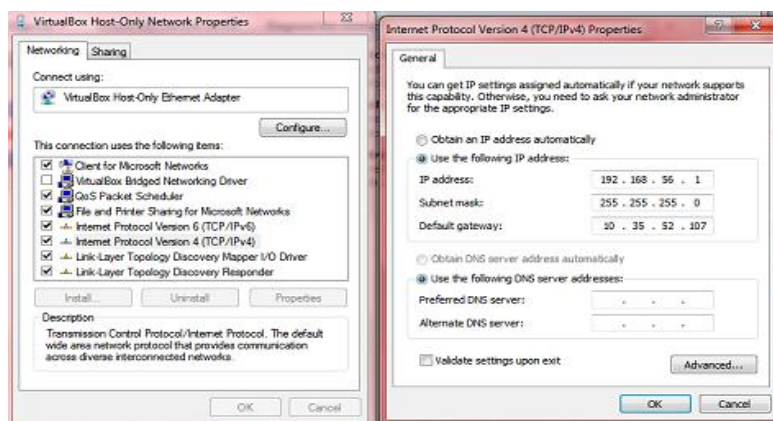 VirtualBox Host-Only Network Properties
Networking
Sharing
Connect using:
VirtualBox Host-Only Ethernet Adapter
Configure...
This connection uses the following items:
Client for Microsoft Networks
VirtualBox Bridged Networking Driver
QoS Packet Scheduler
File and Printer Sharing for Microsoft Networks
Internet Protocol Version 6 (TCP/IPv6)
Internet Protocol Version 4 (TCP/IPv4)
Link-Layer Topology Discovery Mapper I/O Driver
Link-Layer Topology Discovery Responder
Install...
Uninstall
Properties
Description
Transmission Control Protocol/Internet Protocol. The default
wide area network protocol that provides communication
across diverse interconnected networks.
OK
Cancel
Internet Protocol Version 4 (TCP/IPv4) Properties
General
You can get IP settings assigned automatically if your network supports
this capability. Otherwise, you need to ask your network administrator
for the appropriate IP settings.
Obtain an IP address automatically
Use the following IP address:
IP address: 192 . 168 . 56 . 1
Subnet mask: 255 . 255 . 255 . 0
Default gateway: 10 . 35 . 52 . 107
Obtain DNS server address automatically
Use the following DNS server addresses:
Preferred DNS server: . . .
Alternate DNS server: . . .
Validate settings upon exit
Advanced...
OK
Cancel